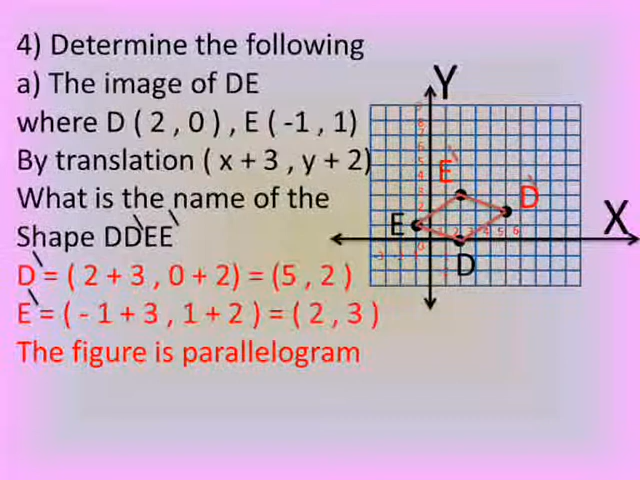 4) Determine the following
a) The image of DE
where D ( 2 , 0 ) , E ( -1 , 1)
By translation ( x + 3 , y + 2)
What is the name of the
Shape DD\EE\
D\ = ( 2 + 3 , 0 + 2) = (5 , 2 )
E\ = ( - 1 + 3 , 1 + 2 ) = ( 2 , 3 )
The figure is parallelogram
Y
E\
D\
E
X
D